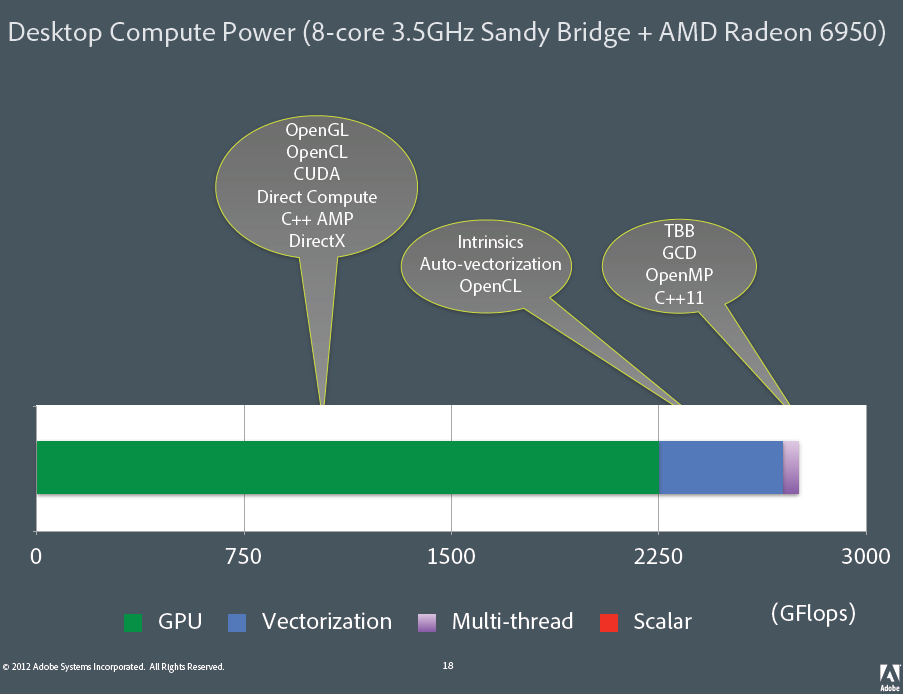 Desktop Compute Power (8-core 3.5GHz Sandy Bridge + AMD Radeon 6950)
OpenGL
OpenCL
CUDA
Direct Compute
C++ AMP
DirectX
Intrinsics
Auto-vectorization
OpenCL
TBB
GCD
OpenMP
C++11
0 750 1500 2250 3000
(GFlops)
GPU Vectorization Multi-thread Scalar
© 2012 Adobe Systems Incorporated. All Rights Reserved. 18
Adobe